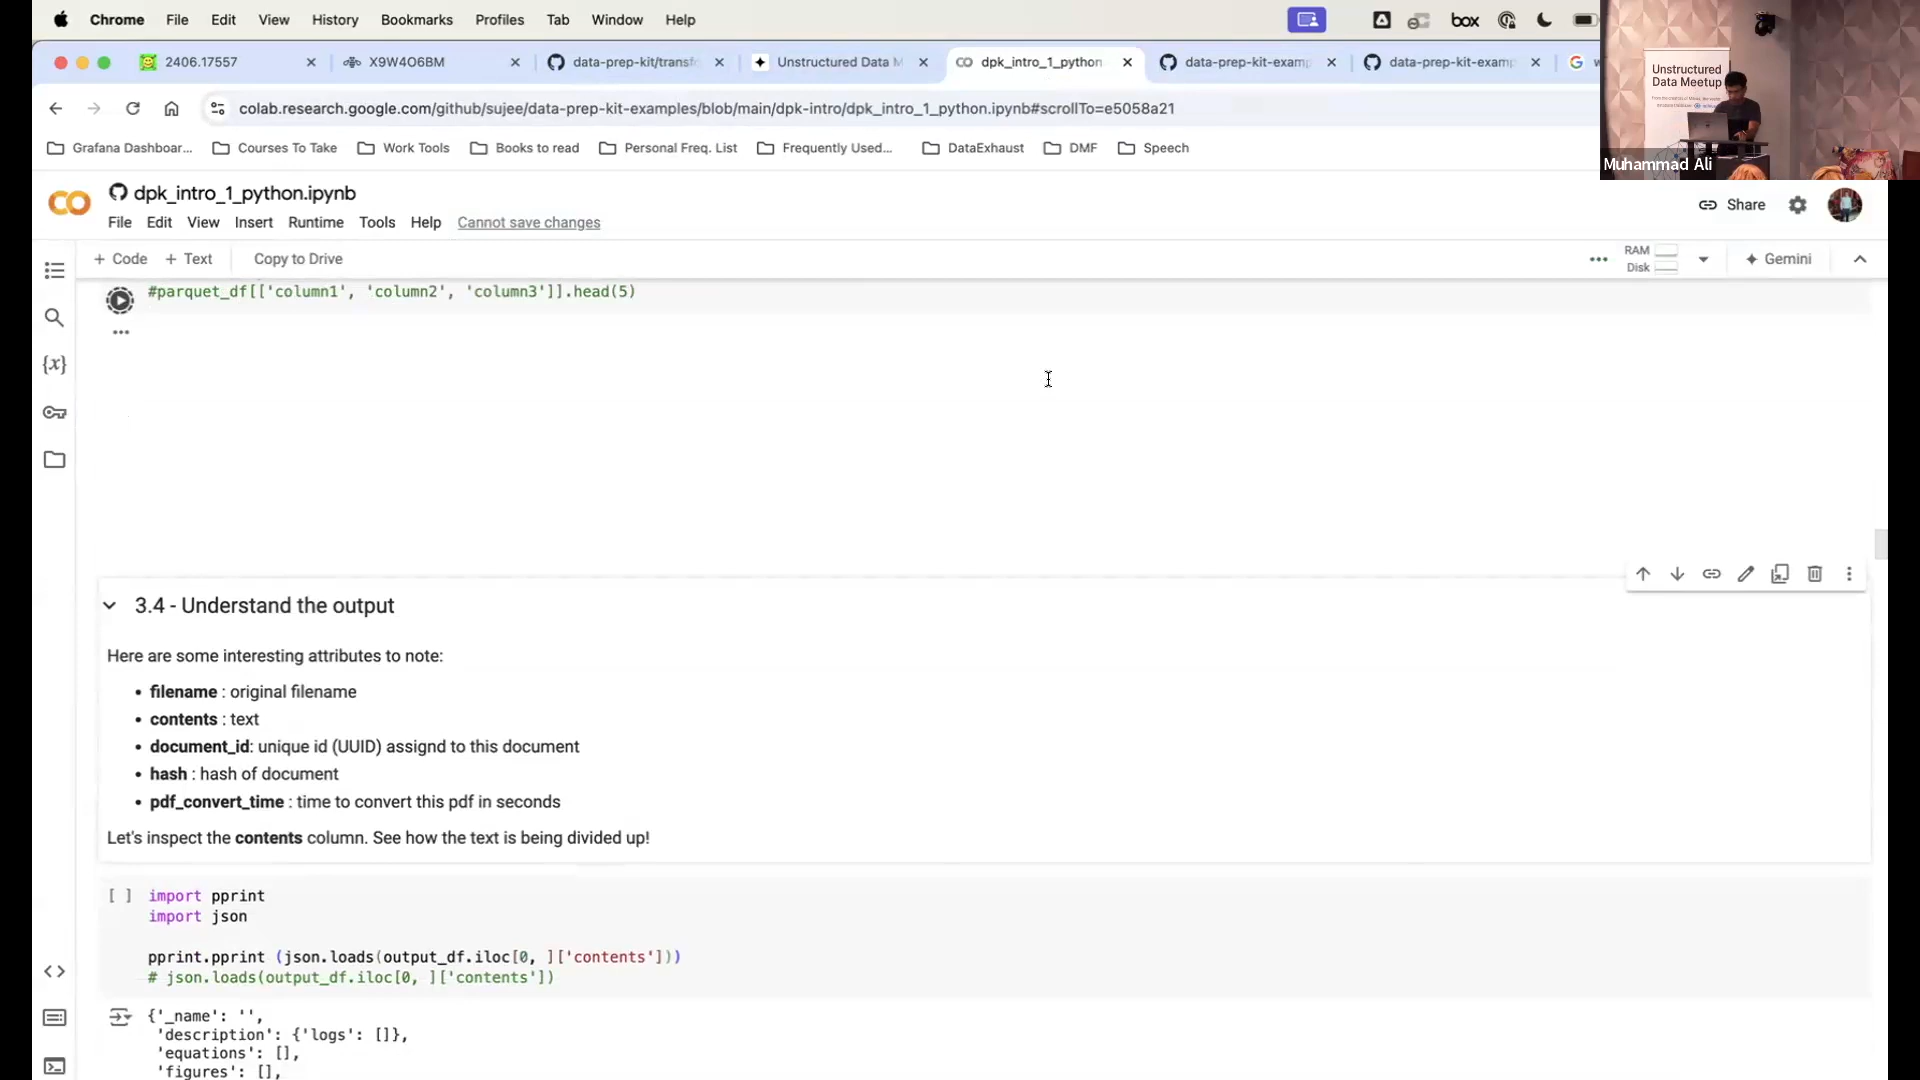 Chrome File Edit View History Bookmarks Profiles Tab Window Help box
2406.17557 X9W4O6BM data-prep-kit/transfo Unstructured Data M dpk_intro_1_python data-prep-kit-examp data-prep-kit-examp
colab.research.google.com/github/sujee/data-prep-kit-examples/blob/main/dpk-intro/dpk_intro_1_python.ipynb#scrollTo=e5058a21
Grafana Dashboar... Courses To Take Work Tools Books to read Personal Freq. List Frequently Used... DataExhaust DMF Speech
Unstructured
Data Meetup
Muhammad Ali
dpk_intro_1_python.ipynb
Share
File Edit View Insert Runtime Tools Help Cannot save changes
+ Code + Text Copy to Drive
RAM
Disk
Gemini
#parquet_df[['column1', 'column2', 'column3']].head(5)
3.4 - Understand the output
Here are some interesting attributes to note:
• filename : original filename
• contents : text
• document_id: unique id (UUID) assignd to this document
• hash : hash of document
• pdf_convert_time : time to convert this pdf in seconds
Let's inspect the contents column. See how the text is being divided up!
[ ] import pprint
import json
pprint.pprint (json.loads(output_df.iloc[0, ]['contents']))
# json.loads(output_df.iloc[0, ]['contents'])
{'_name': '',
'description': {'logs': []},
'equations': [],
'figures': [],